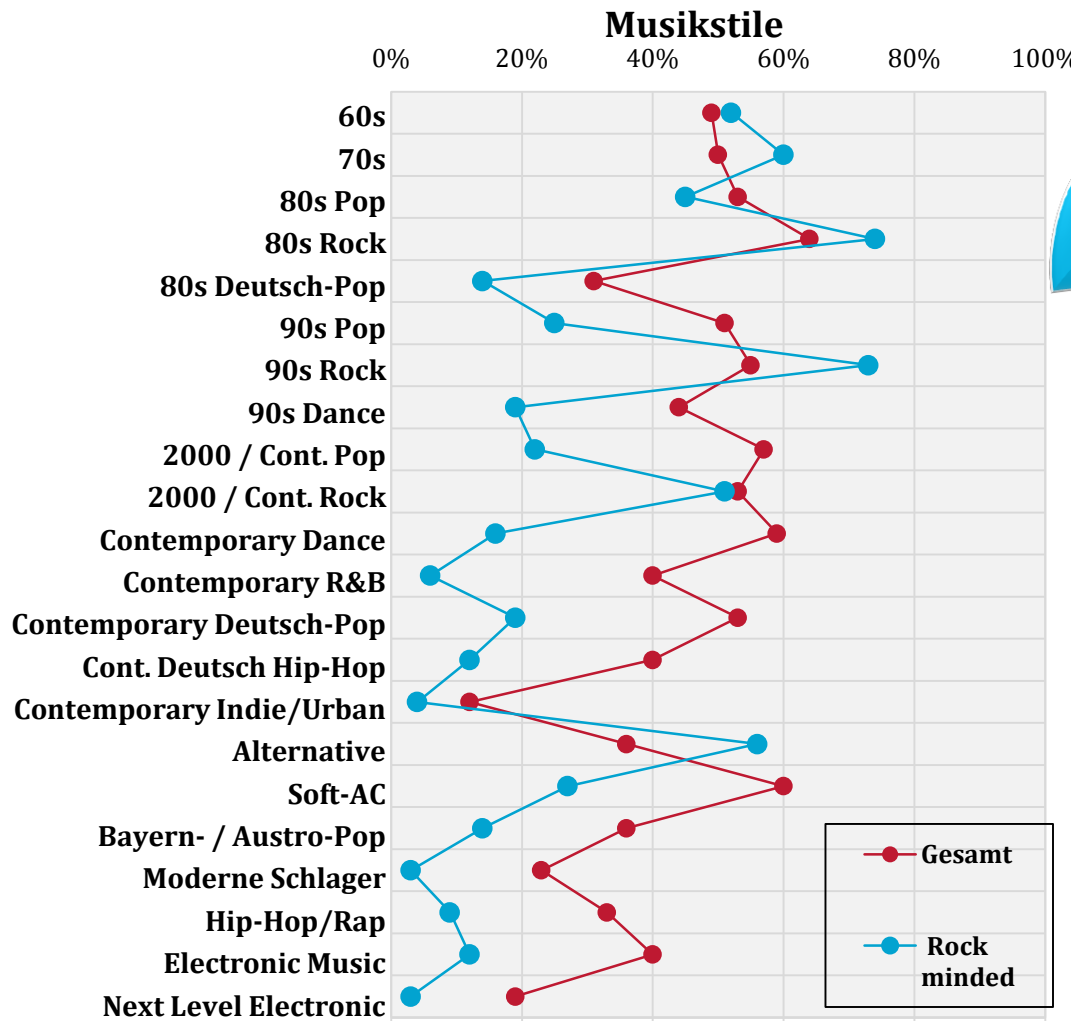 Musikstile
0% 20% 40% 60% 80% 100%
60s
70s
80s Pop
80s Rock
80s Deutsch-Pop
90s Pop
90s Rock
90s Dance
2000 / Cont. Pop
2000 / Cont. Rock
Contemporary Dance
Contemporary R&B
Contemporary Deutsch-Pop
Cont. Deutsch Hip-Hop
Contemporary Indie/Urban
Alternative
Soft-AC
Bayern- / Austro-Pop
Moderne Schlager
Hip-Hop/Rap
Electronic Music
Next Level Electronic
Gesamt
Rock
minded